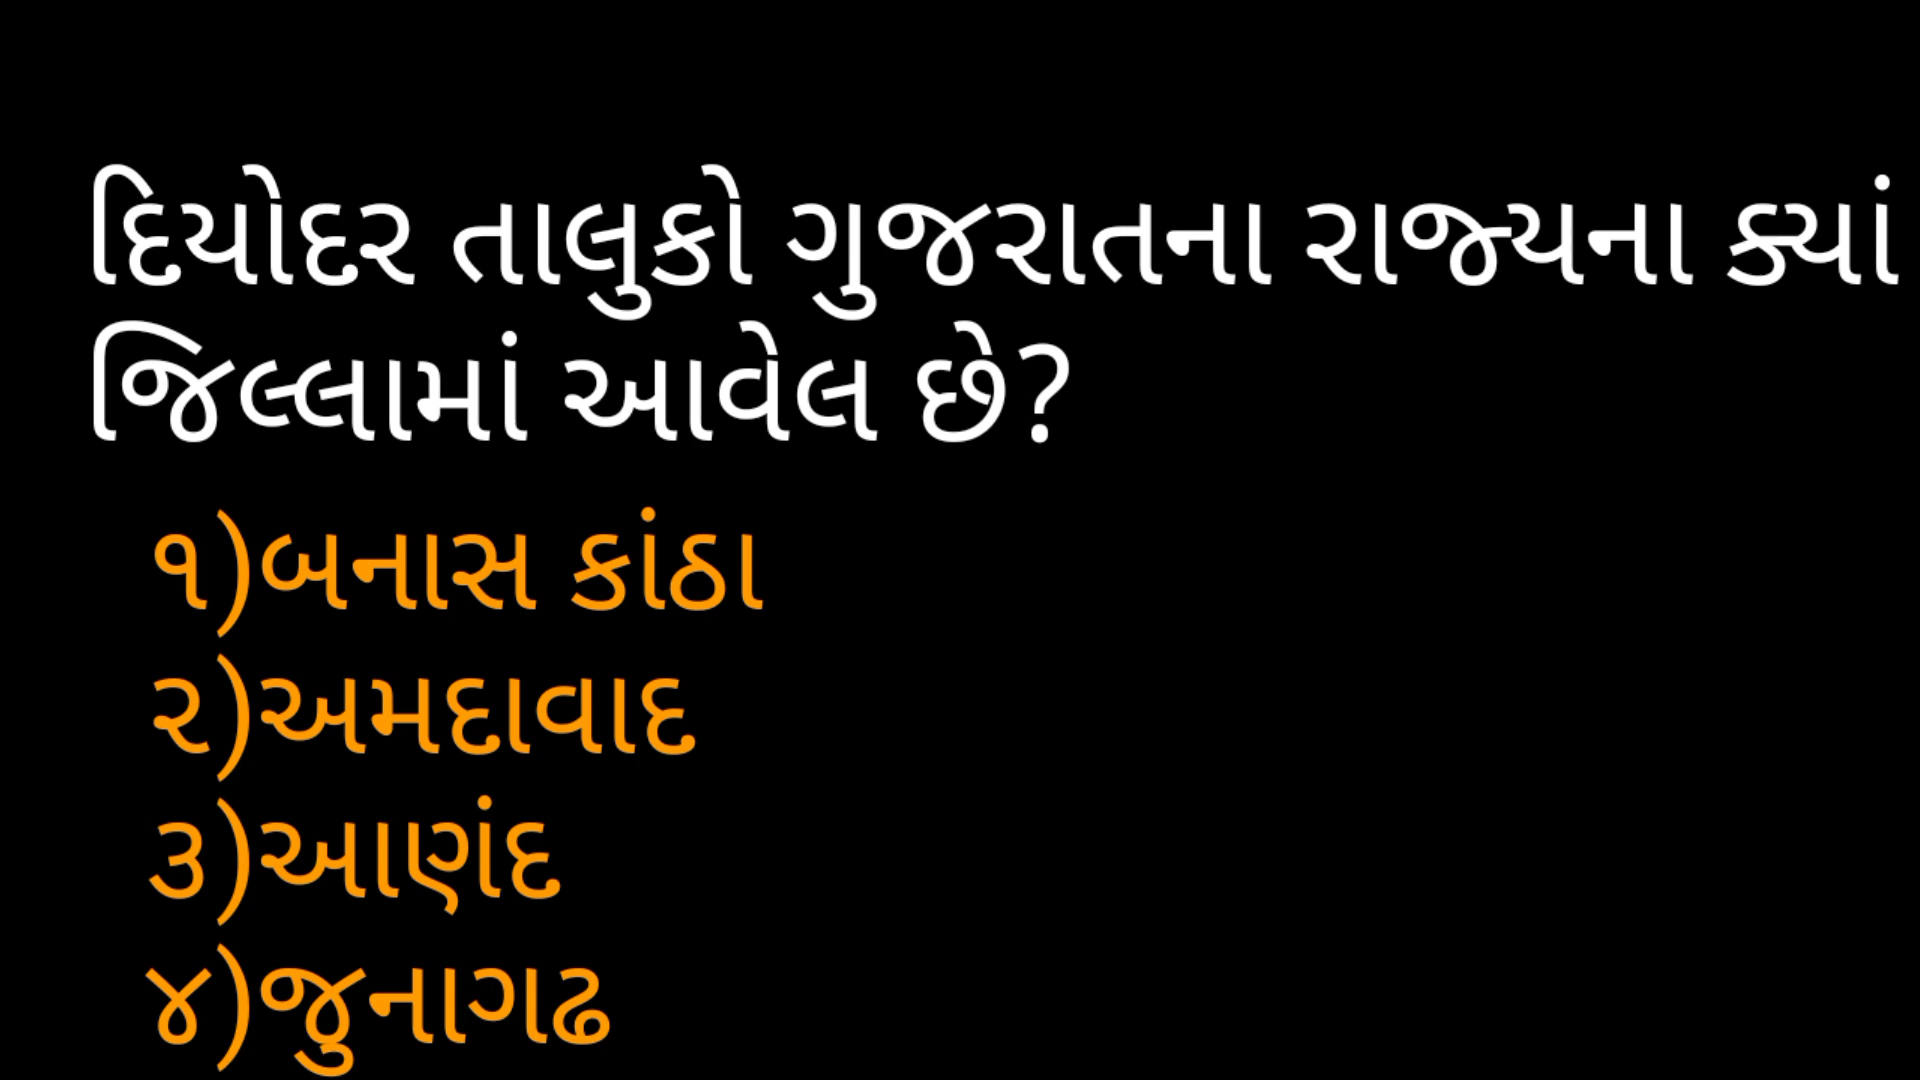 દિયોદર તાલુકો ગુજરાતના રાજ્યના ક્યાં
જિલ્લામાં આવેલ છે?
૧)બનાસ કાંઠા
૨)અમદાવાદ
૩)આણંદ
૪)જુનાગઢ